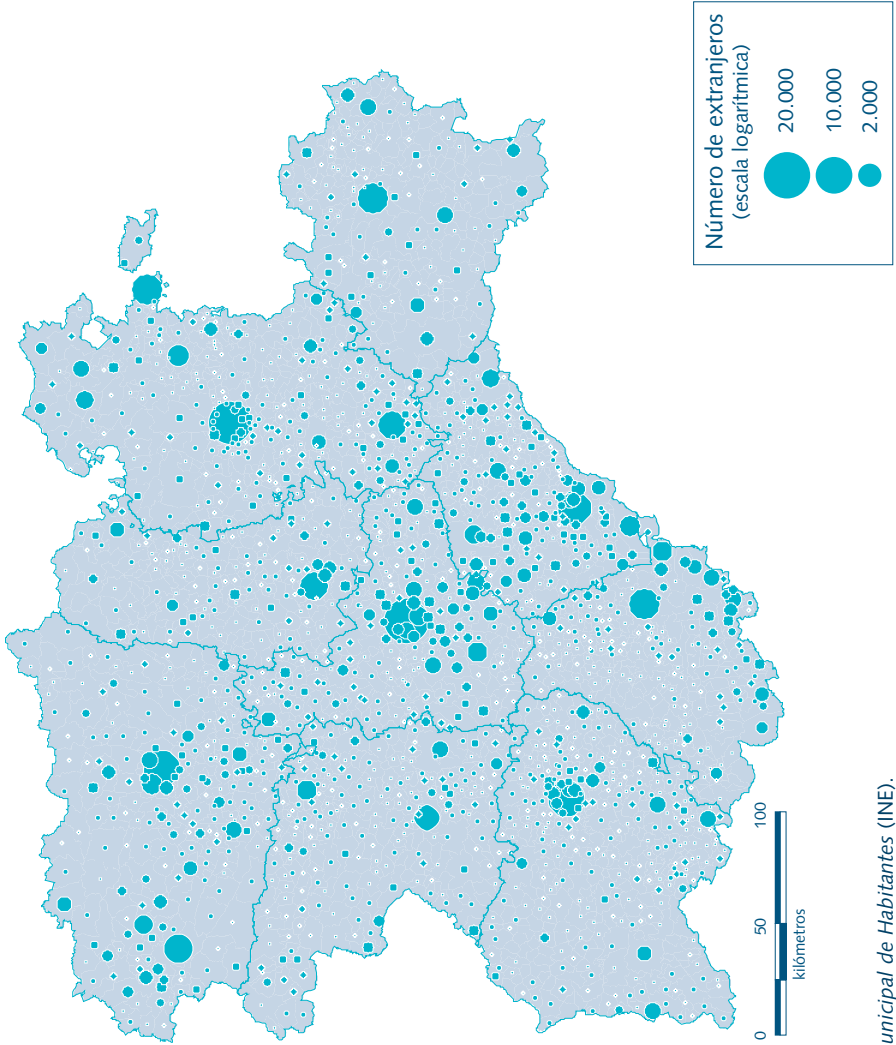 Número de extranjeros
(escala logarítmica)
20.000
10.000
2.000
0 50 100
kilómetros
unicipal de Habitantes (INE).